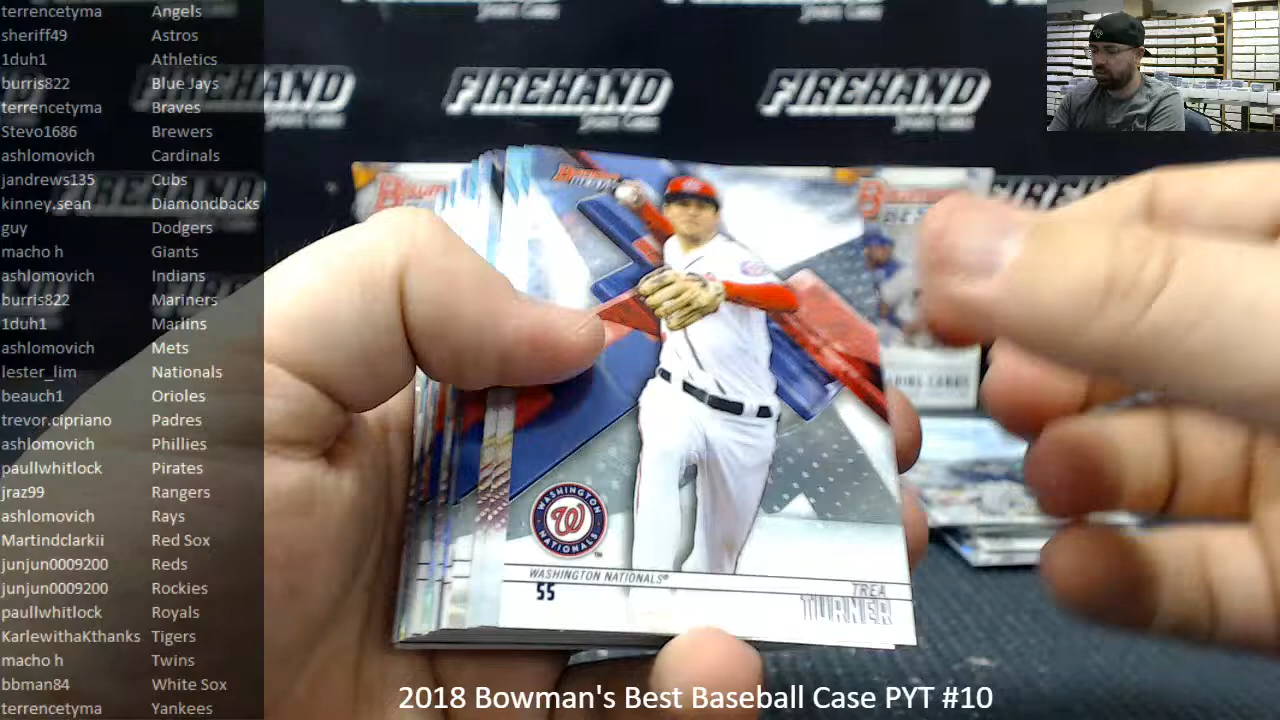 terrencetyma Angels
sheriff49 Astros
1duh1 Athletics
burris822 Blue Jays
terrencetyma Braves
Stevo1686 Brewers
ashlomovich Cardinals
jandrews135 Cubs
kinney.sean Diamondbacks
guy Dodgers
macho h Giants
ashlomovich Indians
burris822 Mariners
1duh1 Marlins
ashlomovich Mets
lester_lim Nationals
beauch1 Orioles
trevor.cipriano Padres
ashlomovich Phillies
paullwhitlock Pirates
jraz99 Rangers
ashlomovich Rays
Martindclarkii Red Sox
junjun0009200 Reds
junjun0009200 Rockies
paullwhitlock Royals
KarlewithaKthanks Tigers
macho h Twins
bbman84 White Sox
terrencetyma Yankees
FIREHAND
FIREHAND
FIREHAND
WASHINGTON
W
NATIONALS™
WASHINGTON NATIONALS®
SS
TREA
TURNER
2018 Bowman's Best Baseball Case PYT #10